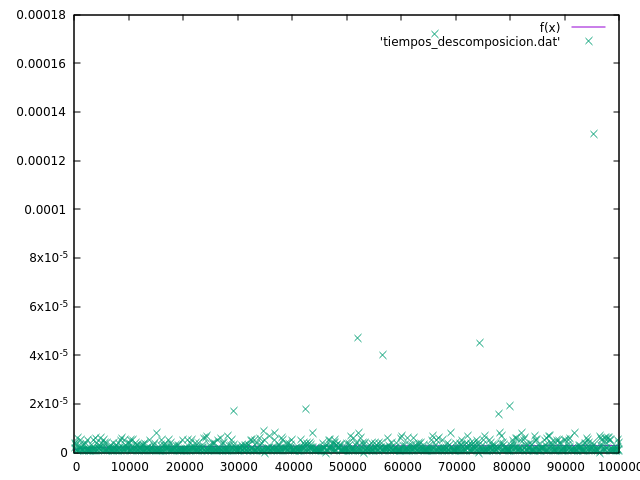 0.00018
f(x)
'tiempos_descomposicion.dat'
0.00016
0.00014
0.00012
0.0001
8x10⁻⁵
6x10⁻⁵
4x10⁻⁵
2x10⁻⁵
0
0 10000 20000 30000 40000 50000 60000 70000 80000 90000 100000